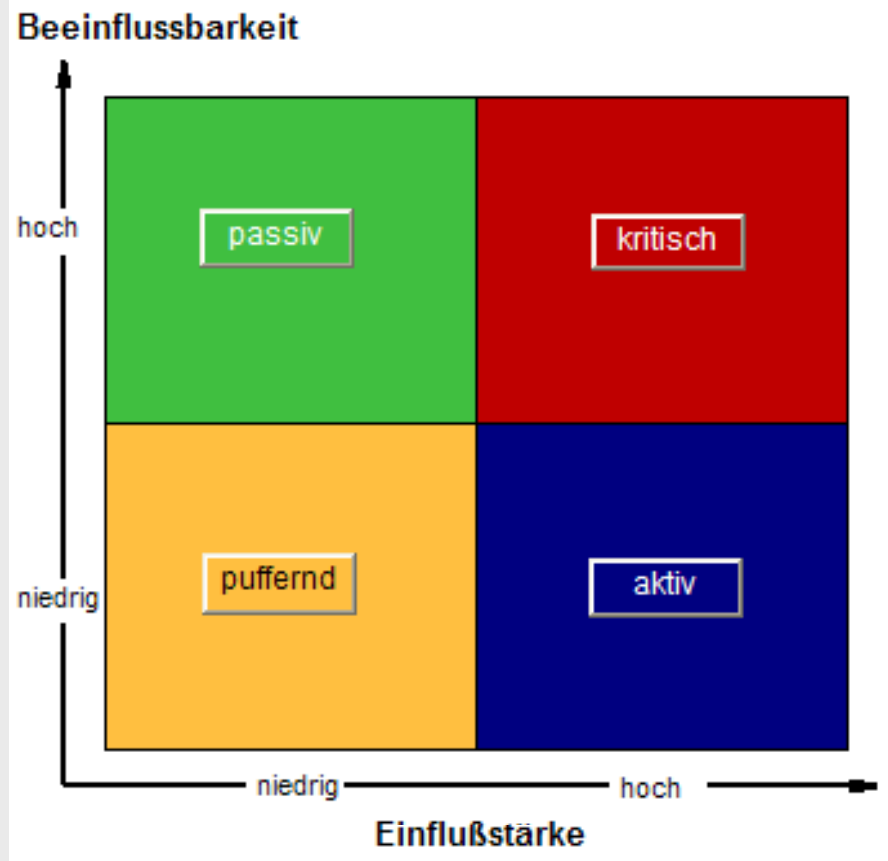 Beeinflussbarkeit
hoch
passiv
kritisch
niedrig
puffernd
aktiv
niedrig
hoch
Einflußstärke